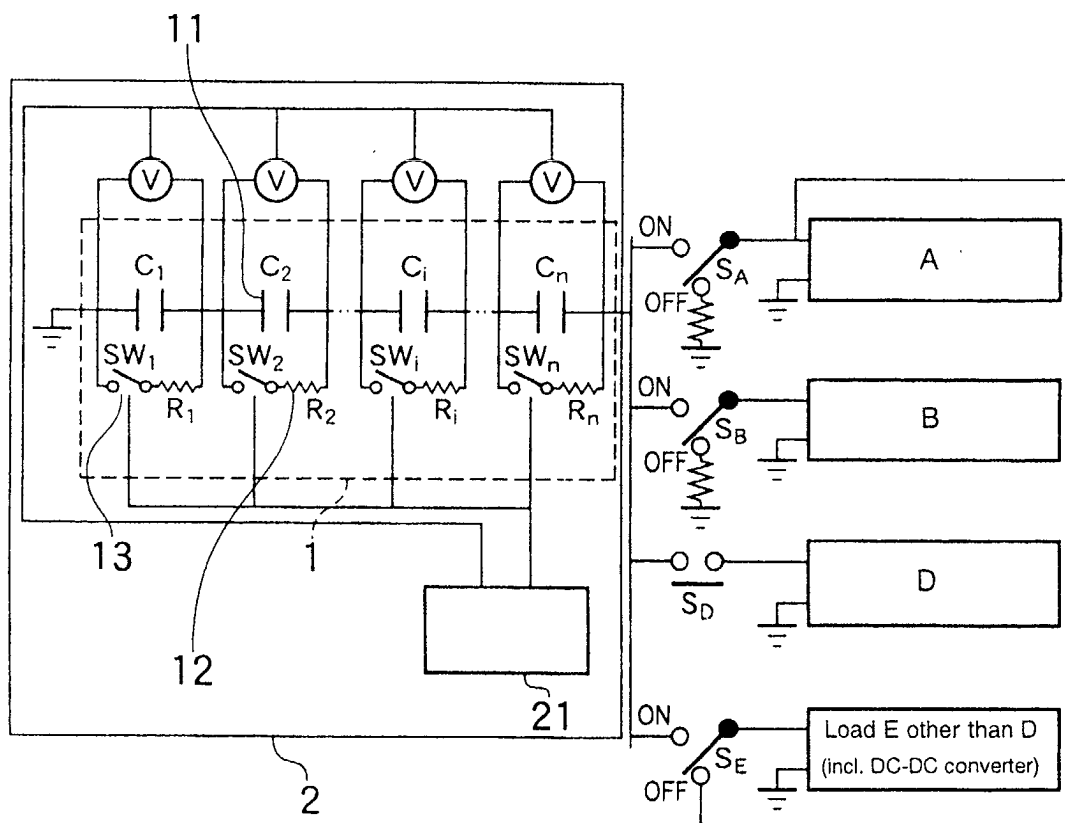 11
V V V V
C1 C2 Ci Cn
SW1 SW2 SWi SWn
R1 R2 Ri Rn
13
1
12
21
2
ON
SA
OFF
A
ON
SB
OFF
B
SD
D
ON
SE
OFF
Load E other than D
(incl. DC-DC converter)